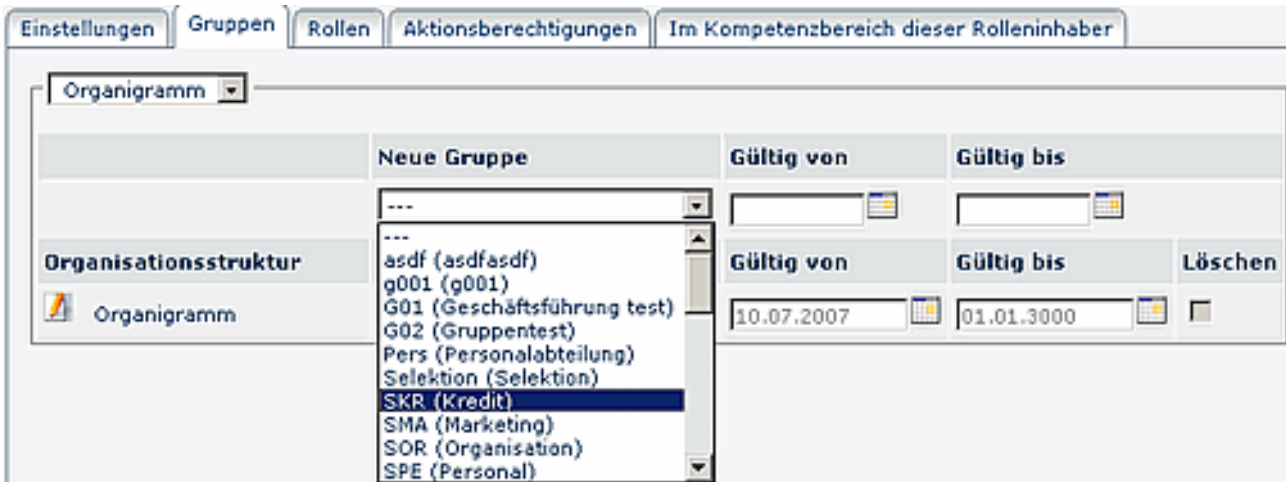 Einstellungen Gruppen Rollen Aktionsberechtigungen Im Kompetenzbereich dieser Rolleninhaber
Organigramm
Neue Gruppe Gültig von Gültig bis
---
---
asdf (asdfasdf)
g001 (g001)
G01 (Geschäftsführung test)
G02 (Gruppentest)
Pers (Personalabteilung)
Selektion (Selektion)
SKR (Kredit)
SMA (Marketing)
SOR (Organisation)
SPE (Personal)
Organisationsstruktur Gültig von Gültig bis Löschen
Organigramm 10.07.2007 01.01.3000